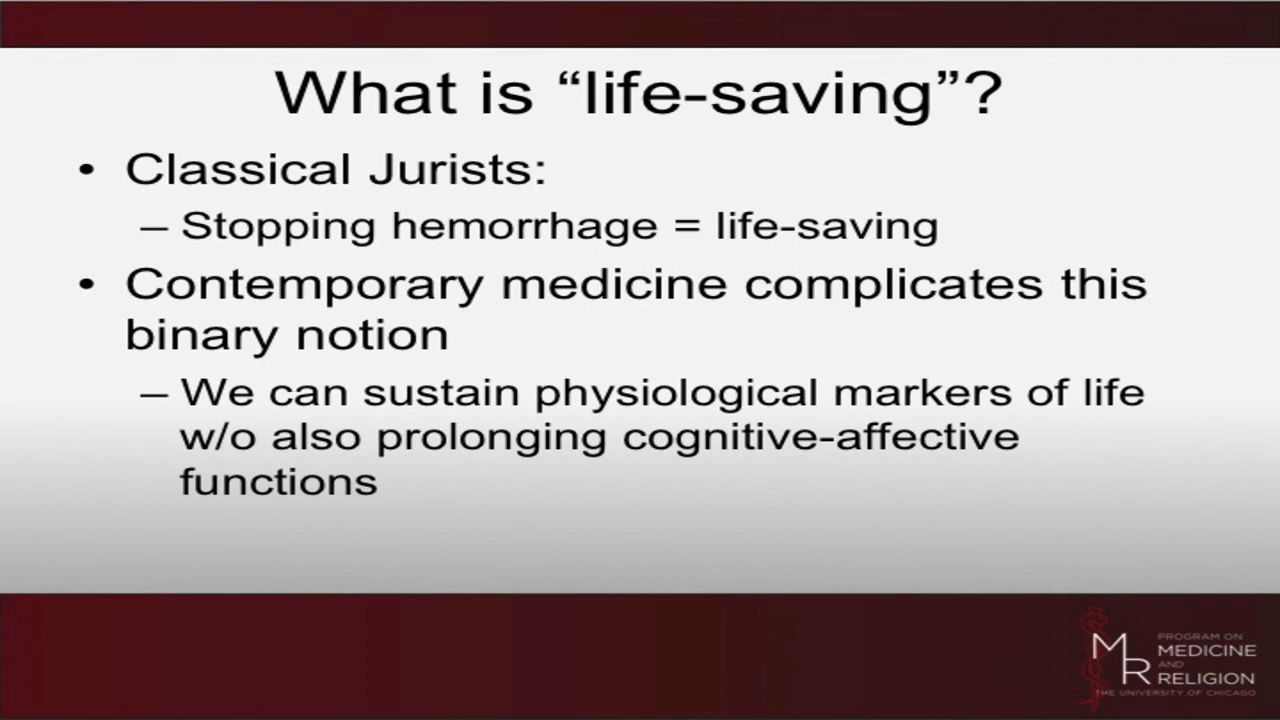 What is “life-saving”?
• Classical Jurists:
– Stopping hemorrhage = life-saving
• Contemporary medicine complicates this
binary notion
– We can sustain physiological markers of life
w/o also prolonging cognitive-affective
functions
MR
PROGRAM ON
MEDICINE
AND
RELIGION
THE UNIVERSITY OF CHICAGO